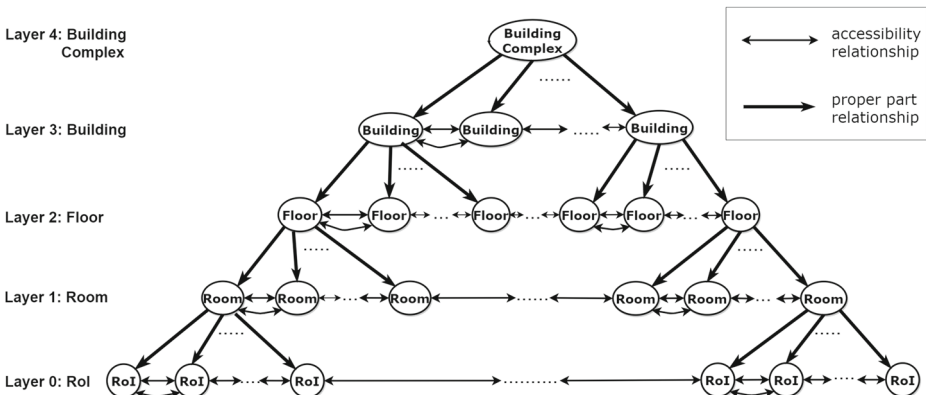 Layer 4: Building
Complex
Building
Complex
......
accessibility
relationship
proper part
relationship
Layer 3: Building
Building
Building
.....
Building
.....
.....
Layer 2: Floor
Floor
Floor
...
Floor
...
Floor
Floor
...
Floor
.....
.....
Layer 1: Room
Room
Room
...
Room
......
Room
Room
...
Room
.....
.....
Layer 0: RoI
RoI
RoI
...
RoI
.........
RoI
RoI
....
RoI